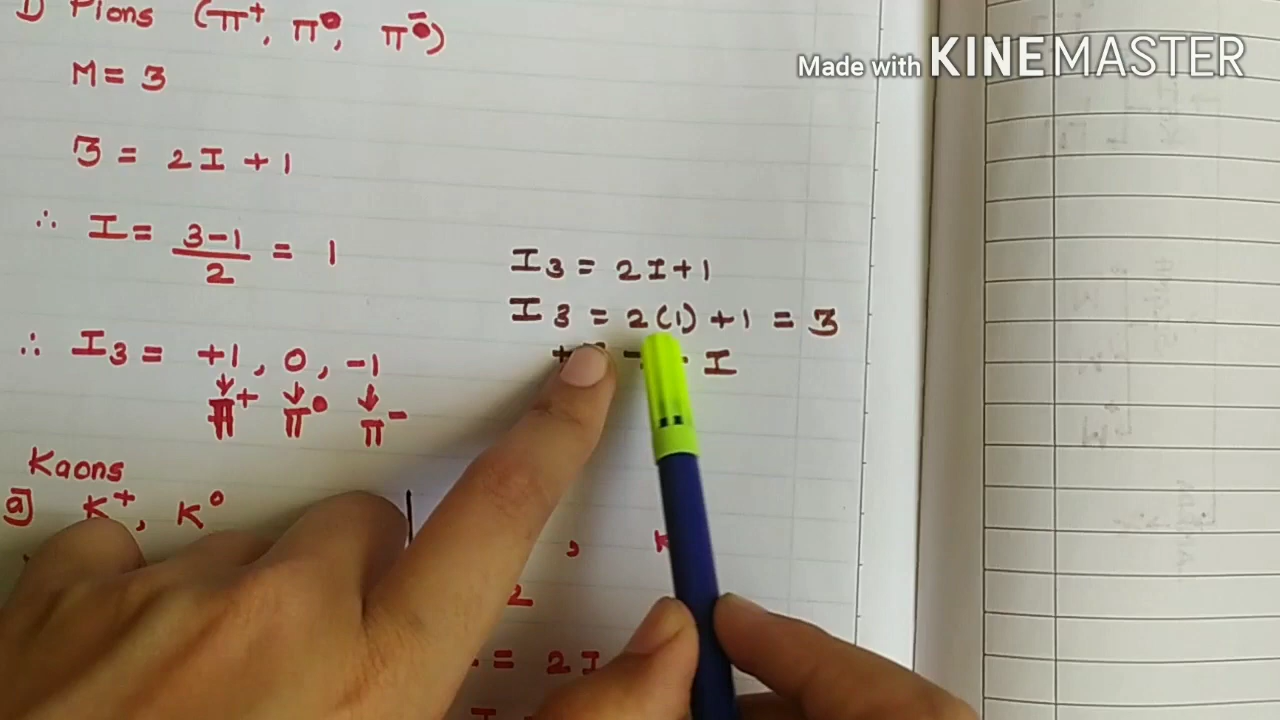 1) Pions (π⁺, π⁰, π⁻)
M = 3
3 = 2I + 1
∴ I = 3-1/2 = 1
∴ I3 = +1, 0, -1
π⁺ π⁰ π⁻
Kaons
a] K⁺, K⁰
I3 = 2I+1
I3 = 2(1) +1 = 3
I
, K
2
= 2I
I
Made with KINEMASTER